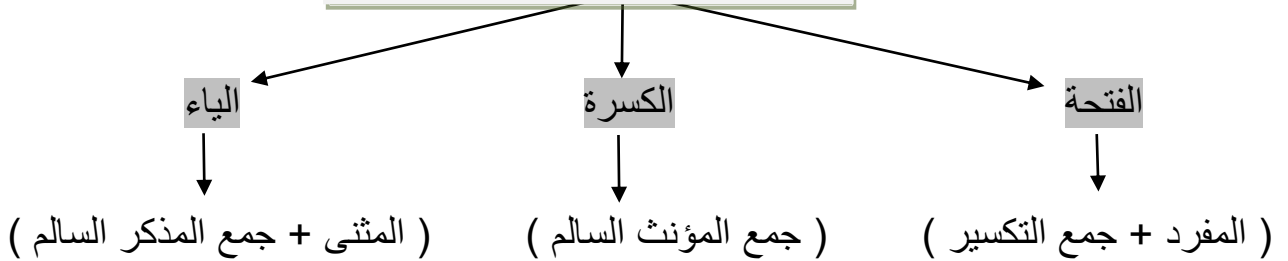 الفتحة الكسرة الياء
( المفرد + جمع التكسير ) ( جمع المؤنث السالم ) ( المثنى + جمع المذكر السالم )